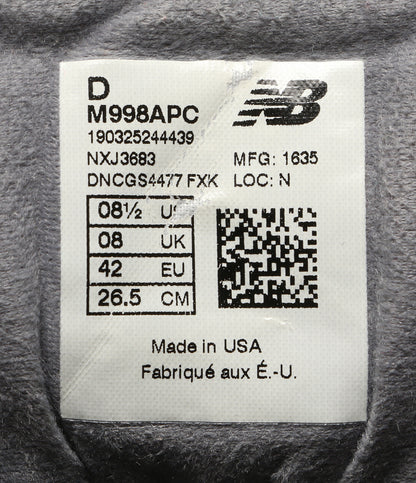 D
NB
M998APC
190325244439
NXJ3683 MFG: 1635
DNCGS4477 FXK LOC: N
08½ US
08 UK
42 EU
26.5 CM
Made in USA
Fabriqué aux É.-U.